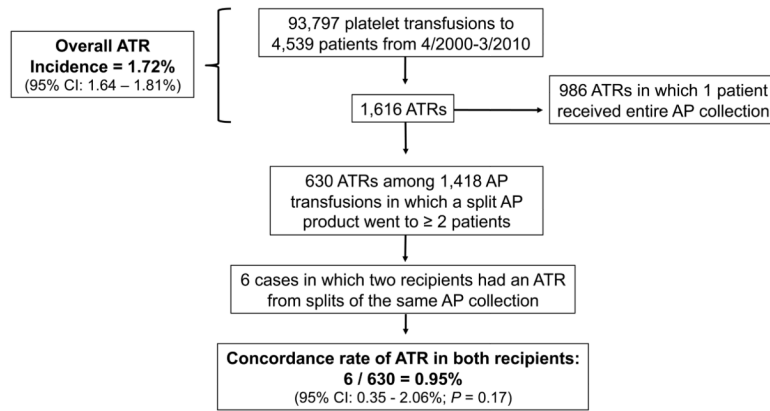 93,797 platelet transfusions to
4,539 patients from 4/2000-3/2010
Overall ATR
Incidence = 1.72%
(95% CI: 1.64 – 1.81%)
1,616 ATRs
986 ATRs in which 1 patient
received entire AP collection
630 ATRs among 1,418 AP
transfusions in which a split AP
product went to ≥ 2 patients
6 cases in which two recipients had an ATR
from splits of the same AP collection
Concordance rate of ATR in both recipients:
6 / 630 = 0.95%
(95% CI: 0.35 - 2.06%; P = 0.17)